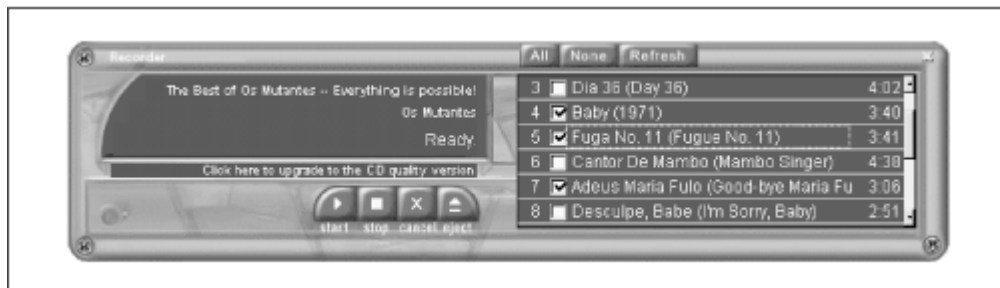 Recorder
All None Refresh
The Best of Os Mutantes -- Everything is possible!
Os Mutantes
Ready.
Click here to upgrade to the CD quality version
start stop cancel eject
3 Dia 36 (Day 36) 4:02
4 Baby (1971) 3:40
5 Fuga No. 11 (Fugue No. 11) 3:41
6 Cantor De Mambo (Mambo Singer) 4:38
7 Adeus Maria Fulo (Good-bye Maria Fu 3:06
8 Desculpe, Babe (I'm Sorry, Baby) 2:51